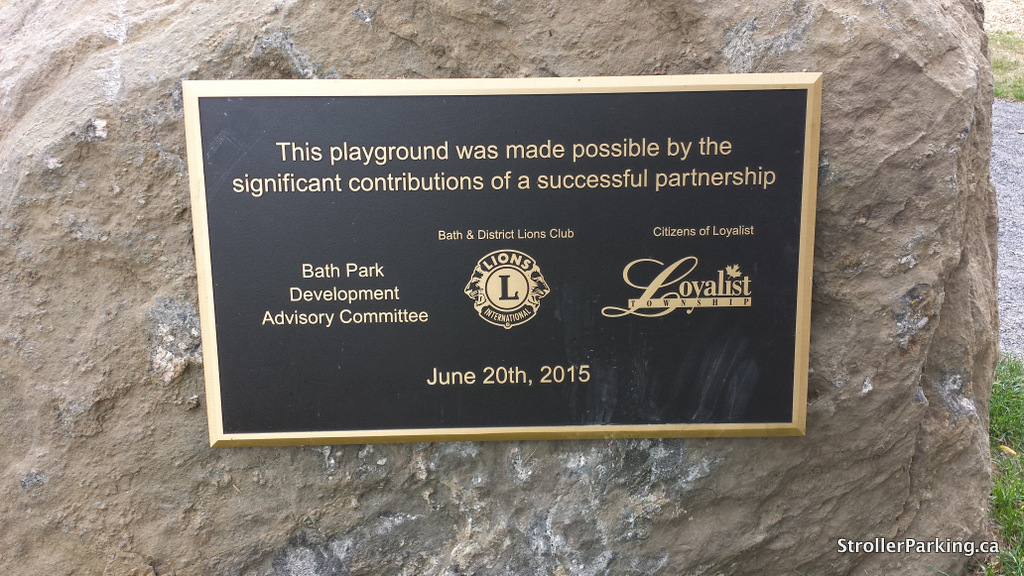 This playground was made possible by the
significant contributions of a successful partnership
Bath Park
Development
Advisory Committee
Bath & District Lions Club
LIONS
L
INTERNATIONAL
Citizens of Loyalist
Loyalist
TOWNSHIP
June 20th, 2015
StrollerParking.ca